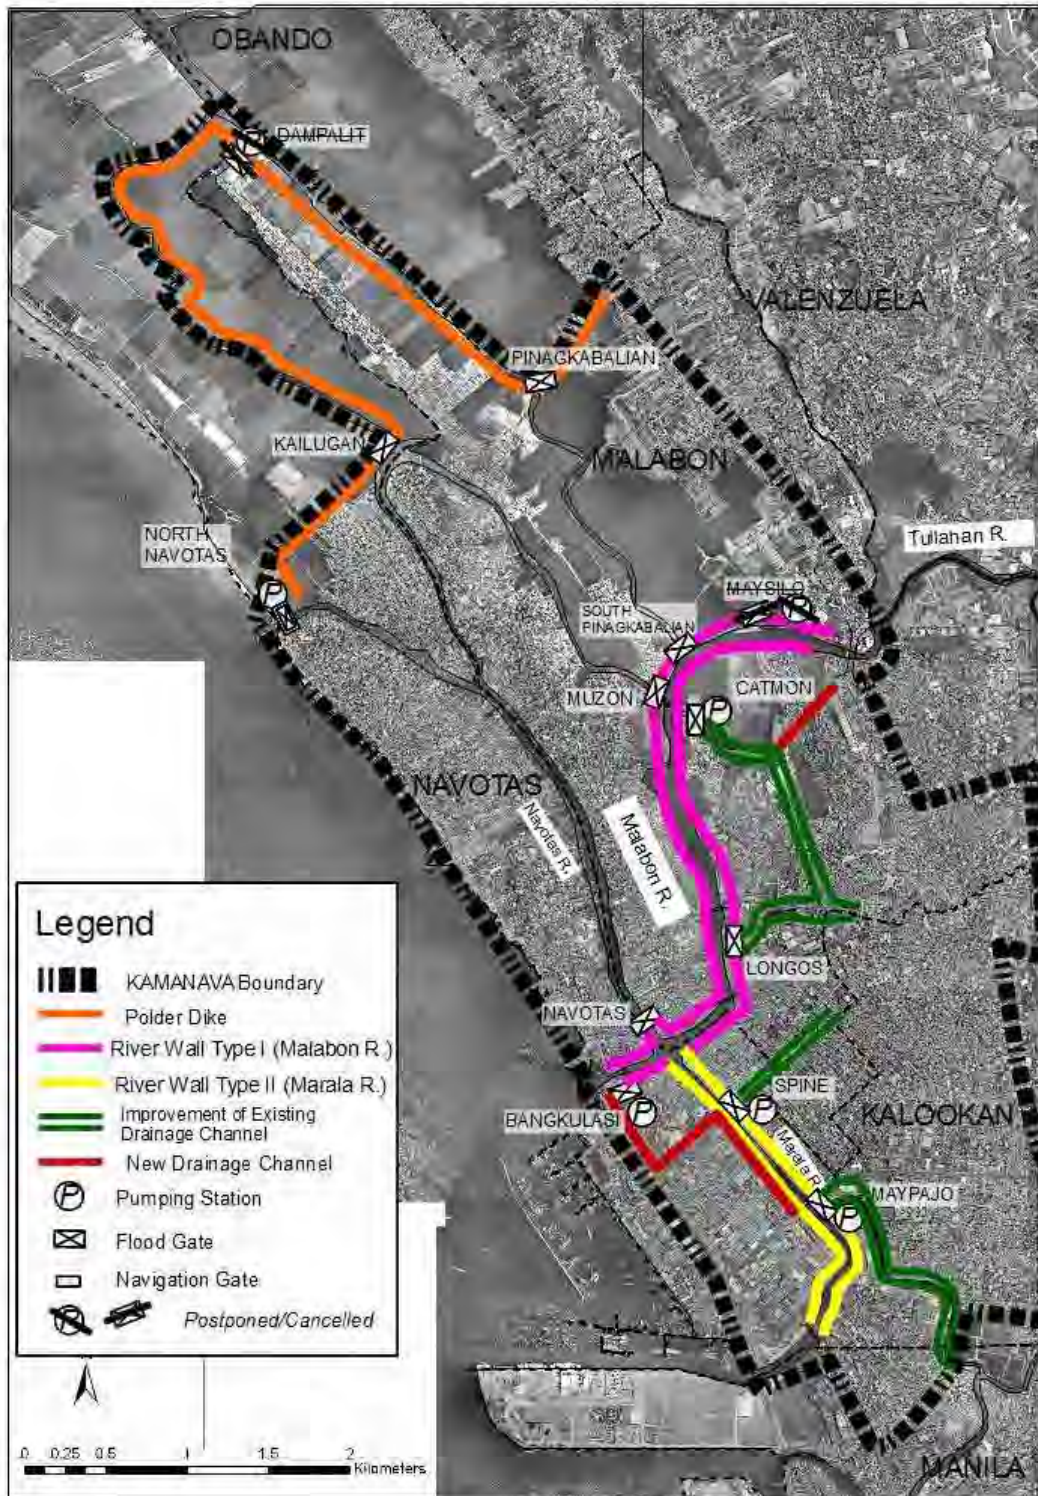 OBANDO
DAMPALIT
VALENZUELA
PINAGKABALIAN
KAILUGAN
MALABON
NORTH
NAVOTAS
Tullahan R.
MAYSILO
SOUTH
PINAGKABALIAN
MUZON
CATMON
NAVOTAS
Navotas R.
Malabon R.
LONGOS
NAVOTAS
SPINE
BANGKULASI
KALOOKAN
Marala R.
MAYPAJO
MANILA
Legend
KAMANAVA Boundary
Polder Dike
River Wall Type I (Malabon R.)
River Wall Type II (Marala R.)
Improvement of Existing
Drainage Channel
New Drainage Channel
P Pumping Station
Flood Gate
Navigation Gate
Postponed/Cancelled
0 0.25 0.5 1 1.5 2
Kilometers